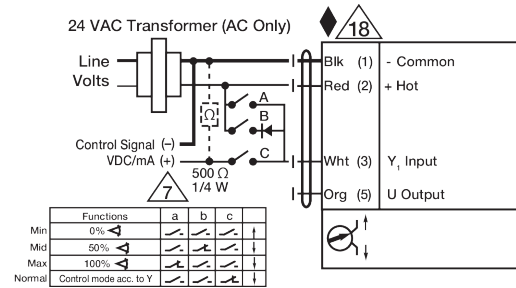 24 VAC Transformer (AC Only)
18
Line
Volts
Blk (1) - Common
Red (2) + Hot
A
Ω
B
Control Signal (−)
VDC/mA (+)
C
Wht (3) Y1 Input
500 Ω
1/4 W
7
Org (5) U Output
Functions a b c
Min 0%
Mid 50%
Max 100%
Normal Control mode acc. to Y